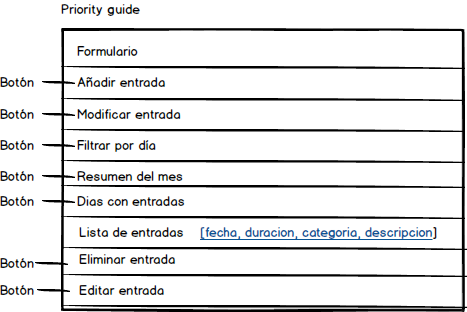 Priority guide
Formulario
Botón Añadir entrada
Botón Modificar entrada
Botón Filtrar por día
Botón Resumen del mes
Botón Dias con entradas
Lista de entradas [fecha, duracion, categoria, descripcion]
Botón Eliminar entrada
Botón Editar entrada